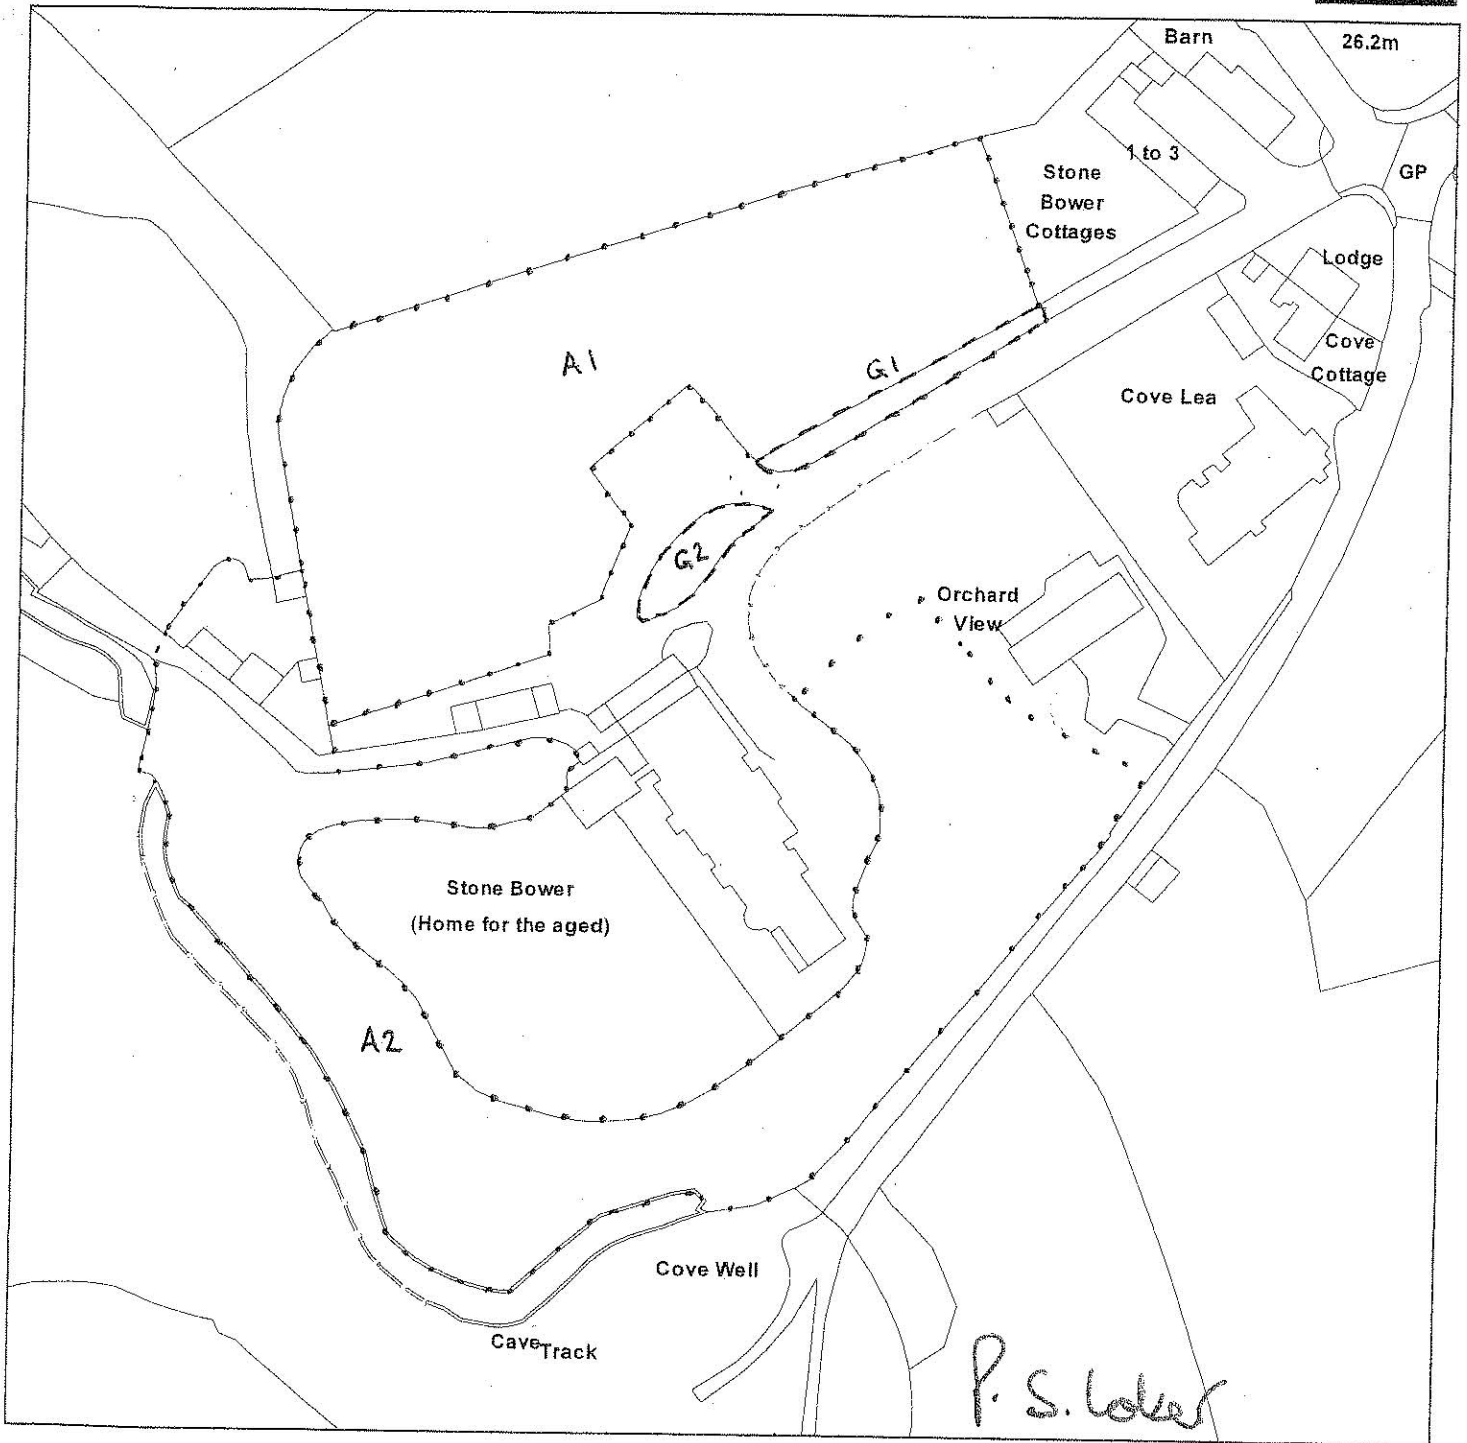 Barn
26.2m
1 to 3
GP
Stone
Bower
Cottages
Lodge
Cove
Cottage
A1
G1
Cove Lea
G2
Orchard
View
Stone Bower
(Home for the aged)
A2
Cove Well
Cave Track
P. S. Loker